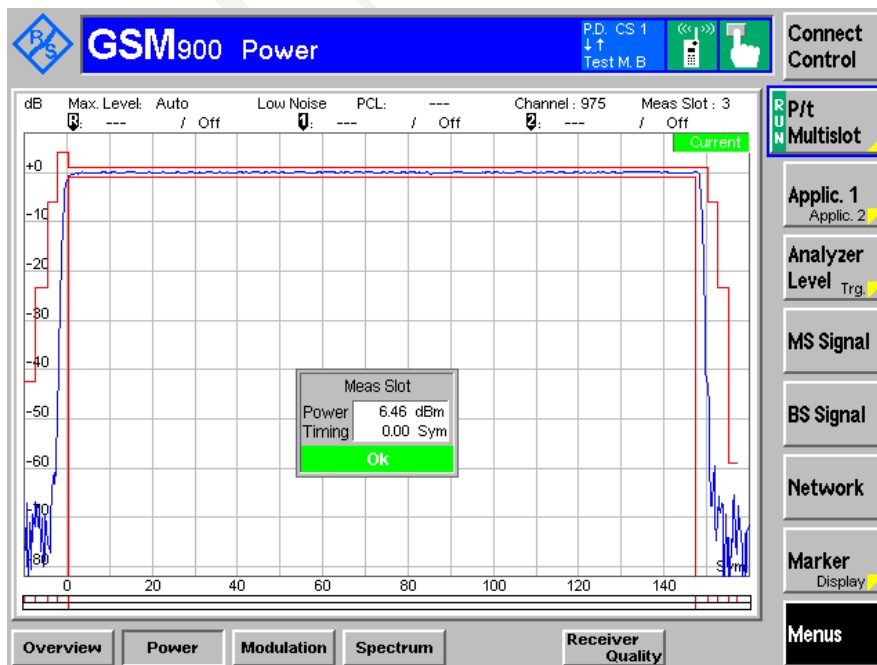 R/S
GSM900 Power
P.D. CS 1
Test M. B
Connect
Control
dB Max. Level: Auto Low Noise PCL: --- Channel : 975 Meas Slot : 3
R: --- / Off 1: --- / Off 2: --- / Off
Current
RUN
P/t
Multislot
Applic. 1
Applic. 2
Analyzer
Level Trg.
MS Signal
BS Signal
Network
Marker
Display
Menus
+0
-10
-20
-30
-40
-50
-60
-70
-80
Meas Slot
Power 6.46 dBm
Timing 0.00 Sym
Ok
Sym
0 20 40 60 80 100 120 140
Overview Power Modulation Spectrum Receiver Quality